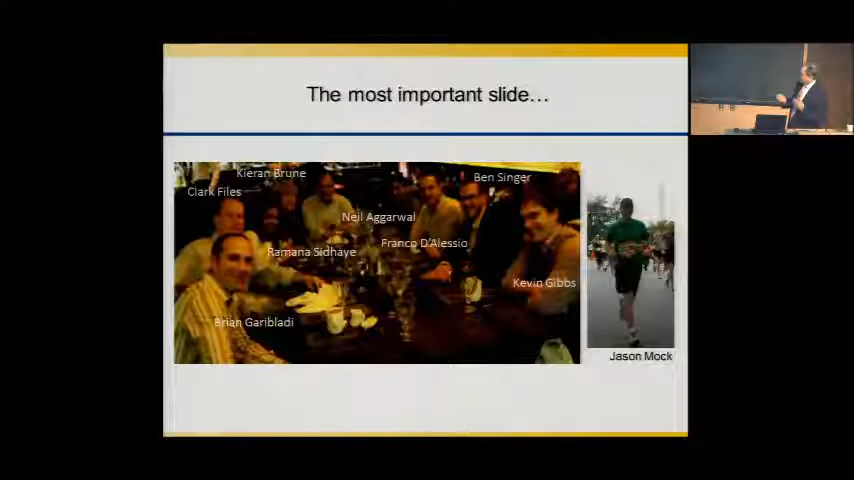 The most important slide…
Kieran Brune
Ben Singer
Clark Files
Neil Aggarwal
Franco D'Alessio
Ramana Sidhaye
Kevin Gibbs
Brian Garibladi
Jason Mock